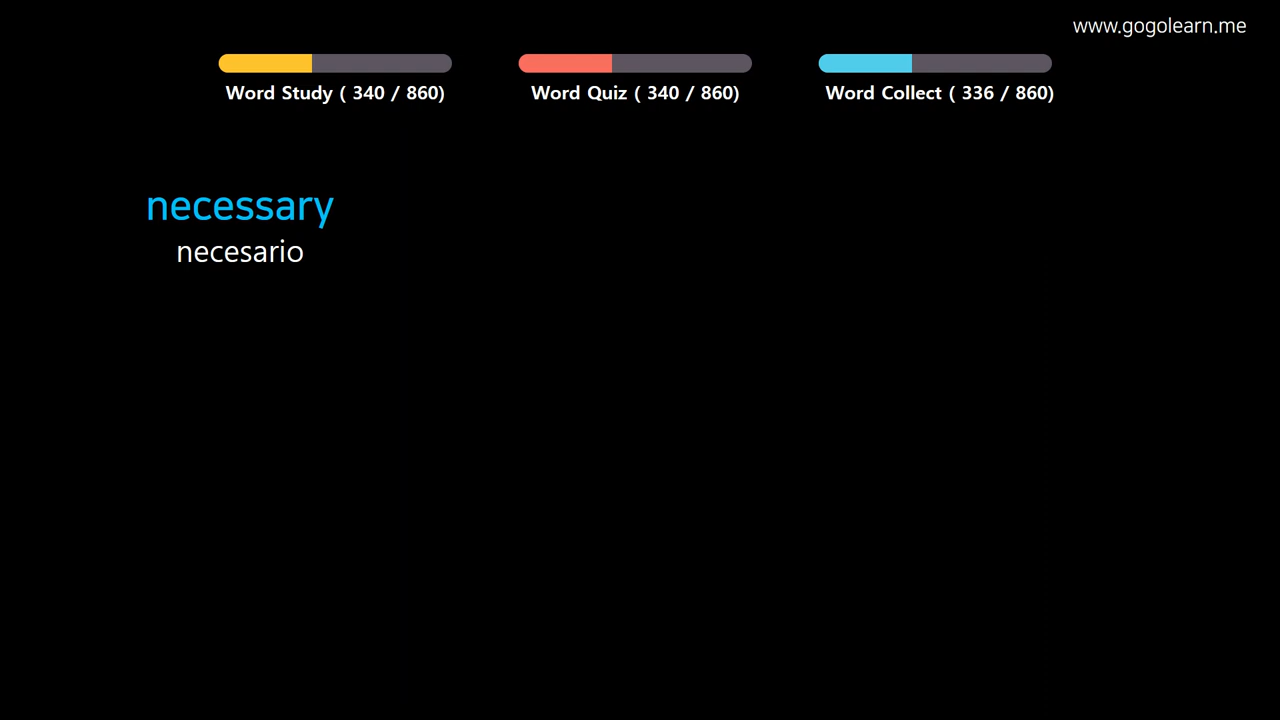 www.gogolearn.me
Word Study ( 340 / 860)
Word Quiz ( 340 / 860)
Word Collect ( 336 / 860)
necessary
necesario